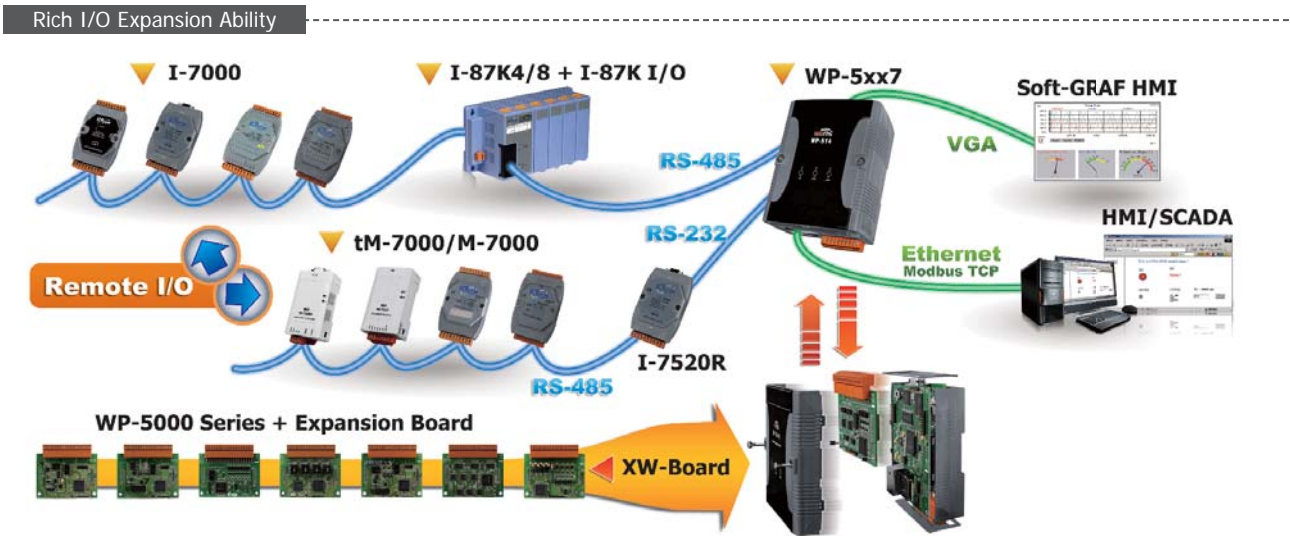 Rich I/O Expansion Ability
I-7000
I-87K4/8 + I-87K I/O
WP-5xx7
Soft-GRAF HMI
VGA
RS-485
HMI/SCADA
RS-232
tM-7000/M-7000
Ethernet
Modbus TCP
Remote I/O
I-7520R
RS-485
WP-5000 Series + Expansion Board
XW-Board